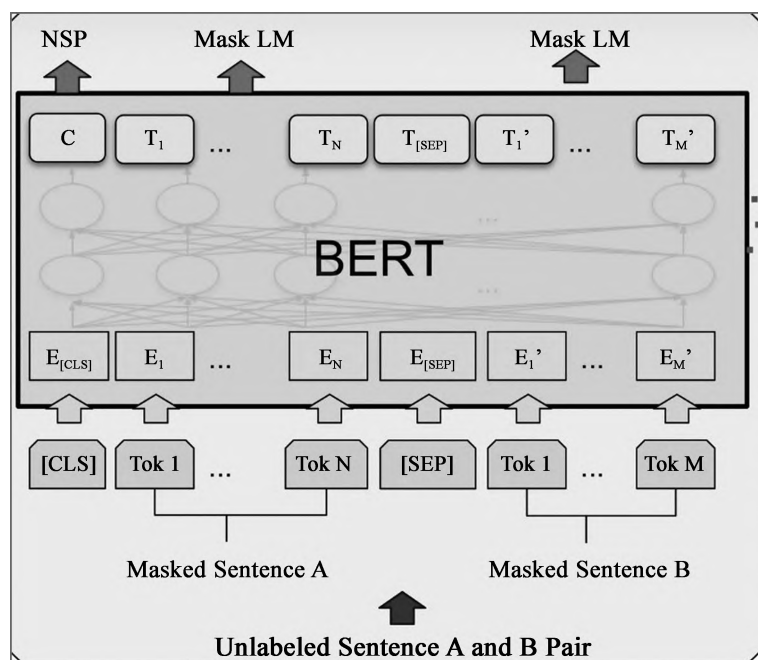 NSP Mask LM Mask LM
C T1 ... TN T[SEP] T1’ ... TM’
...
BERT
...
E[CLS] E1 ... EN E[SEP] E1’ ... EM’
[CLS] Tok 1 ... Tok N [SEP] Tok 1 ... Tok M
Masked Sentence A Masked Sentence B
Unlabeled Sentence A and B Pair